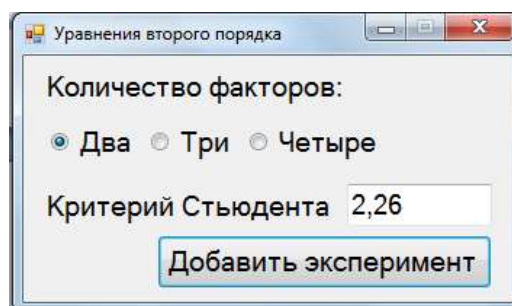 Уравнения второго порядка
Количество факторов:
Два Три Четыре
Критерий Стьюдента 2,26
Добавить эксперимент